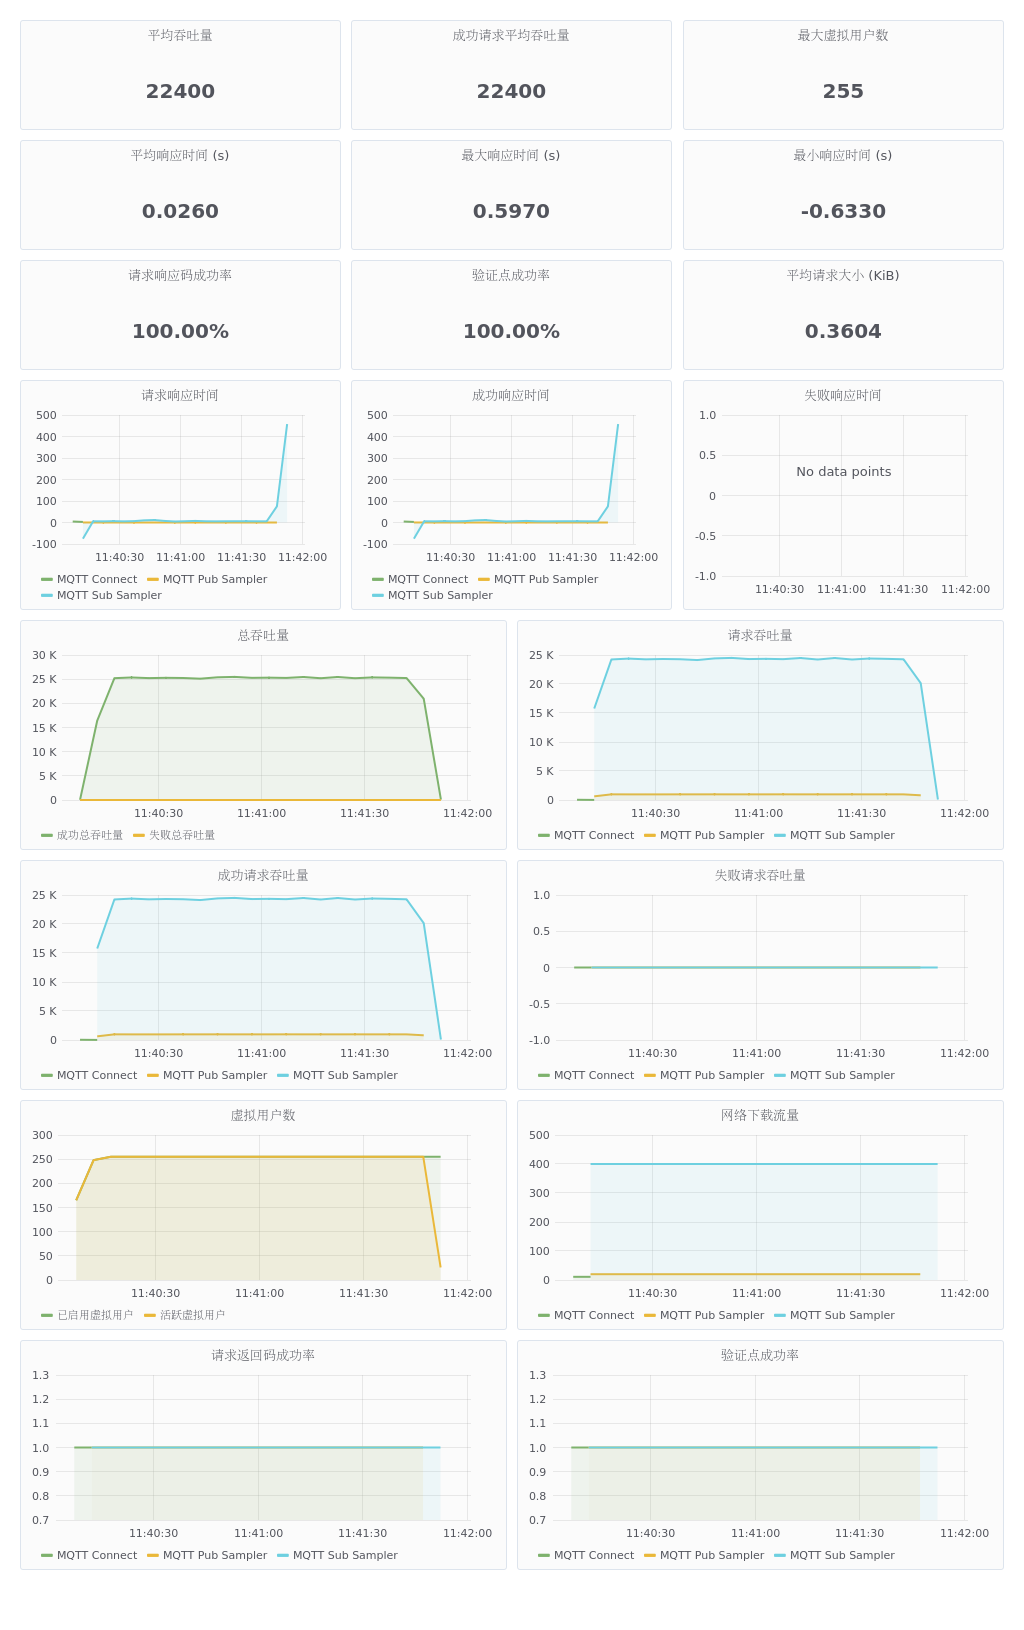 平均吞吐量
22400
成功请求平均吞吐量
22400
最大虚拟用户数
255
平均响应时间 (s)
0.0260
最大响应时间 (s)
0.5970
最小响应时间 (s)
-0.6330
请求响应码成功率
100.00%
验证点成功率
100.00%
平均请求大小 (KiB)
0.3604
请求响应时间
500
400
300
200
100
0
-100
11:40:30 11:41:00 11:41:30 11:42:00
MQTT Connect MQTT Pub Sampler
MQTT Sub Sampler
成功响应时间
500
400
300
200
100
0
-100
11:40:30 11:41:00 11:41:30 11:42:00
MQTT Connect MQTT Pub Sampler
MQTT Sub Sampler
失败响应时间
1.0
0.5
No data points
0
-0.5
-1.0
11:40:30 11:41:00 11:41:30 11:42:00
总吞吐量
30 K
25 K
20 K
15 K
10 K
5 K
0
11:40:30 11:41:00 11:41:30 11:42:00
成功总吞吐量 失败总吞吐量
请求吞吐量
25 K
20 K
15 K
10 K
5 K
0
11:40:30 11:41:00 11:41:30 11:42:00
MQTT Connect MQTT Pub Sampler MQTT Sub Sampler
成功请求吞吐量
25 K
20 K
15 K
10 K
5 K
0
11:40:30 11:41:00 11:41:30 11:42:00
MQTT Connect MQTT Pub Sampler MQTT Sub Sampler
失败请求吞吐量
1.0
0.5
0
-0.5
-1.0
11:40:30 11:41:00 11:41:30 11:42:00
MQTT Connect MQTT Pub Sampler MQTT Sub Sampler
虚拟用户数
300
250
200
150
100
50
0
11:40:30 11:41:00 11:41:30 11:42:00
已启用虚拟用户 活跃虚拟用户
网络下载流量
500
400
300
200
100
0
11:40:30 11:41:00 11:41:30 11:42:00
MQTT Connect MQTT Pub Sampler MQTT Sub Sampler
请求返回码成功率
1.3
1.2
1.1
1.0
0.9
0.8
0.7
11:40:30 11:41:00 11:41:30 11:42:00
MQTT Connect MQTT Pub Sampler MQTT Sub Sampler
验证点成功率
1.3
1.2
1.1
1.0
0.9
0.8
0.7
11:40:30 11:41:00 11:41:30 11:42:00
MQTT Connect MQTT Pub Sampler MQTT Sub Sampler